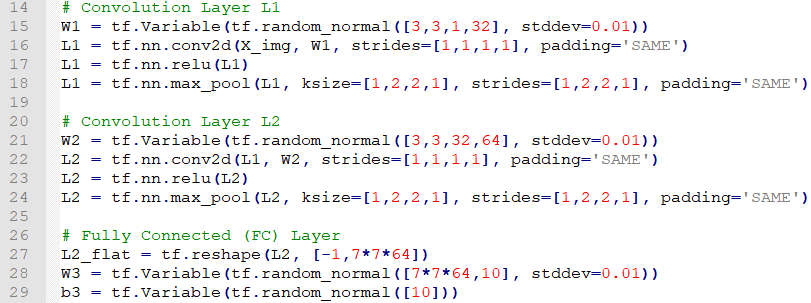 14 # Convolution Layer L1
15 W1 = tf.Variable(tf.random_normal([3,3,1,32], stddev=0.01))
16 L1 = tf.nn.conv2d(X_img, W1, strides=[1,1,1,1], padding='SAME')
17 L1 = tf.nn.relu(L1)
18 L1 = tf.nn.max_pool(L1, ksize=[1,2,2,1], strides=[1,2,2,1], padding='SAME')
19
20 # Convolution Layer L2
21 W2 = tf.Variable(tf.random_normal([3,3,32,64], stddev=0.01))
22 L2 = tf.nn.conv2d(L1, W2, strides=[1,1,1,1], padding='SAME')
23 L2 = tf.nn.relu(L2)
24 L2 = tf.nn.max_pool(L2, ksize=[1,2,2,1], strides=[1,2,2,1], padding='SAME')
25
26 # Fully Connected (FC) Layer
27 L2_flat = tf.reshape(L2, [-1,7*7*64])
28 W3 = tf.Variable(tf.random_normal([7*7*64,10], stddev=0.01))
29 b3 = tf.Variable(tf.random_normal([10]))